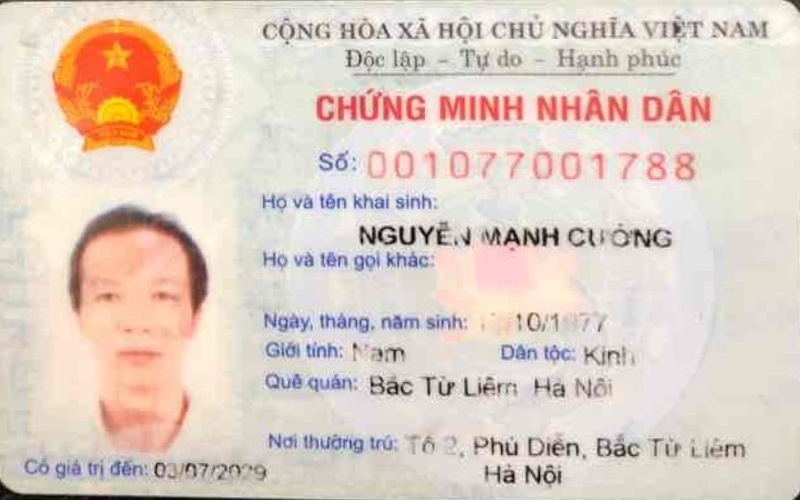 CỘNG HÒA XÃ HỘI CHỦ NGHĨA VIỆT NAM
Độc lập - Tự do - Hạnh phúc
CHỨNG MINH NHÂN DÂN
Số: 001077001788
Họ và tên khai sinh:
NGUYỄN MẠNH CƯỜNG
Họ và tên gọi khác:
Ngày, tháng, năm sinh: /10/1977
Giới tính: Nam Dân tộc: Kinh
Quê quán: Bắc Từ Liêm Hà Nội
Nơi thường trú: Tổ 2, Phú Diễn, Bắc Từ Liêm
Hà Nội
Có giá trị đến: 03/07/2029